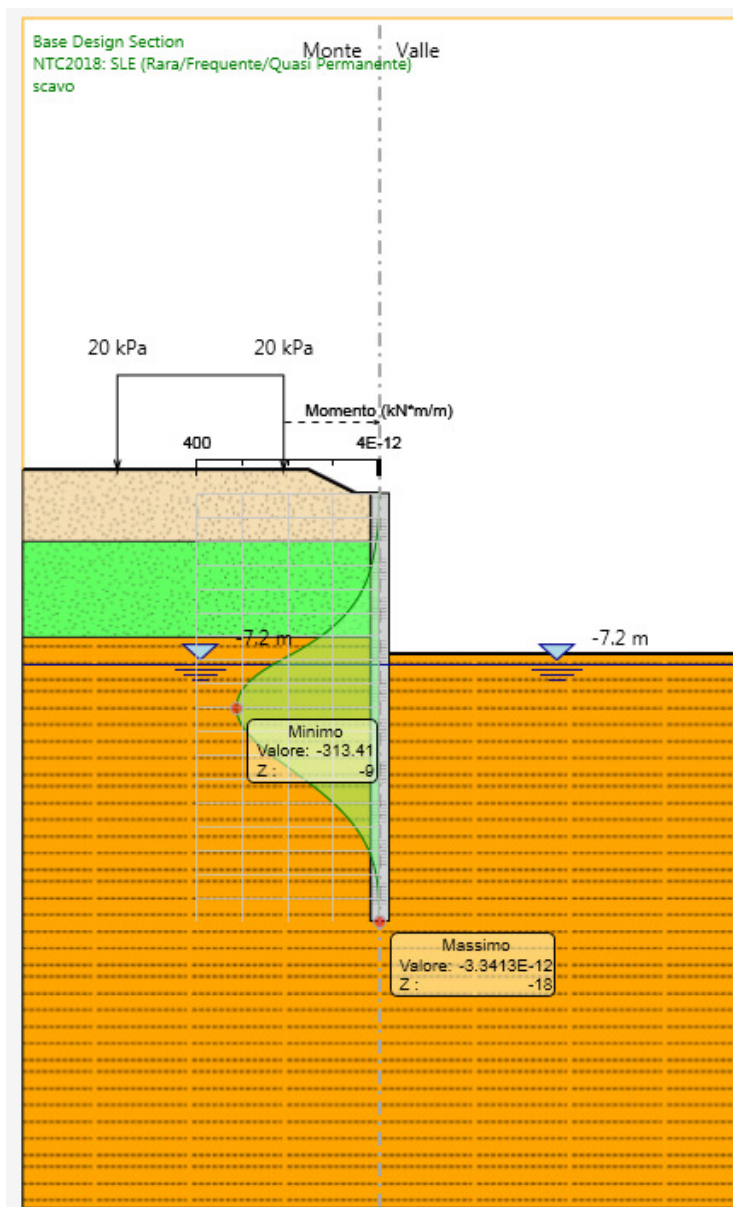 Base Design Section
Monte Valle
NTC2018: SLE (Rara/Frequente/Quasi Permanente)
scavo
20 kPa 20 kPa
Momento (kN*m/m)
400 4E-12
-7.2 m -7.2 m
Minimo
Valore: -313.41
Z : -9
Massimo
Valore: -3.3413E-12
Z : -18